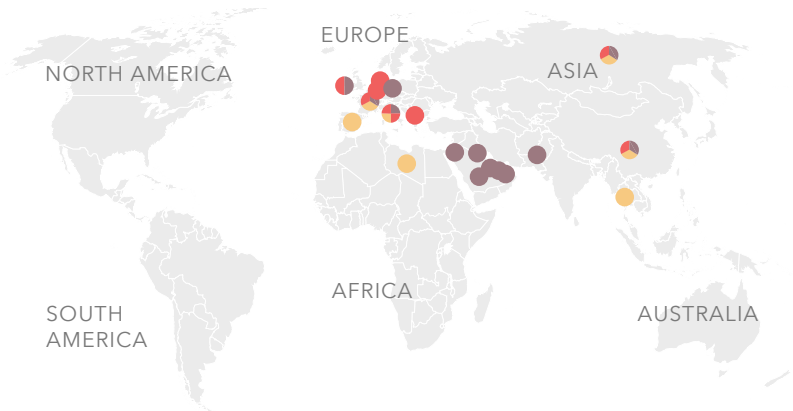 EUROPE
NORTH AMERICA
ASIA
AFRICA
SOUTH
AMERICA
AUSTRALIA